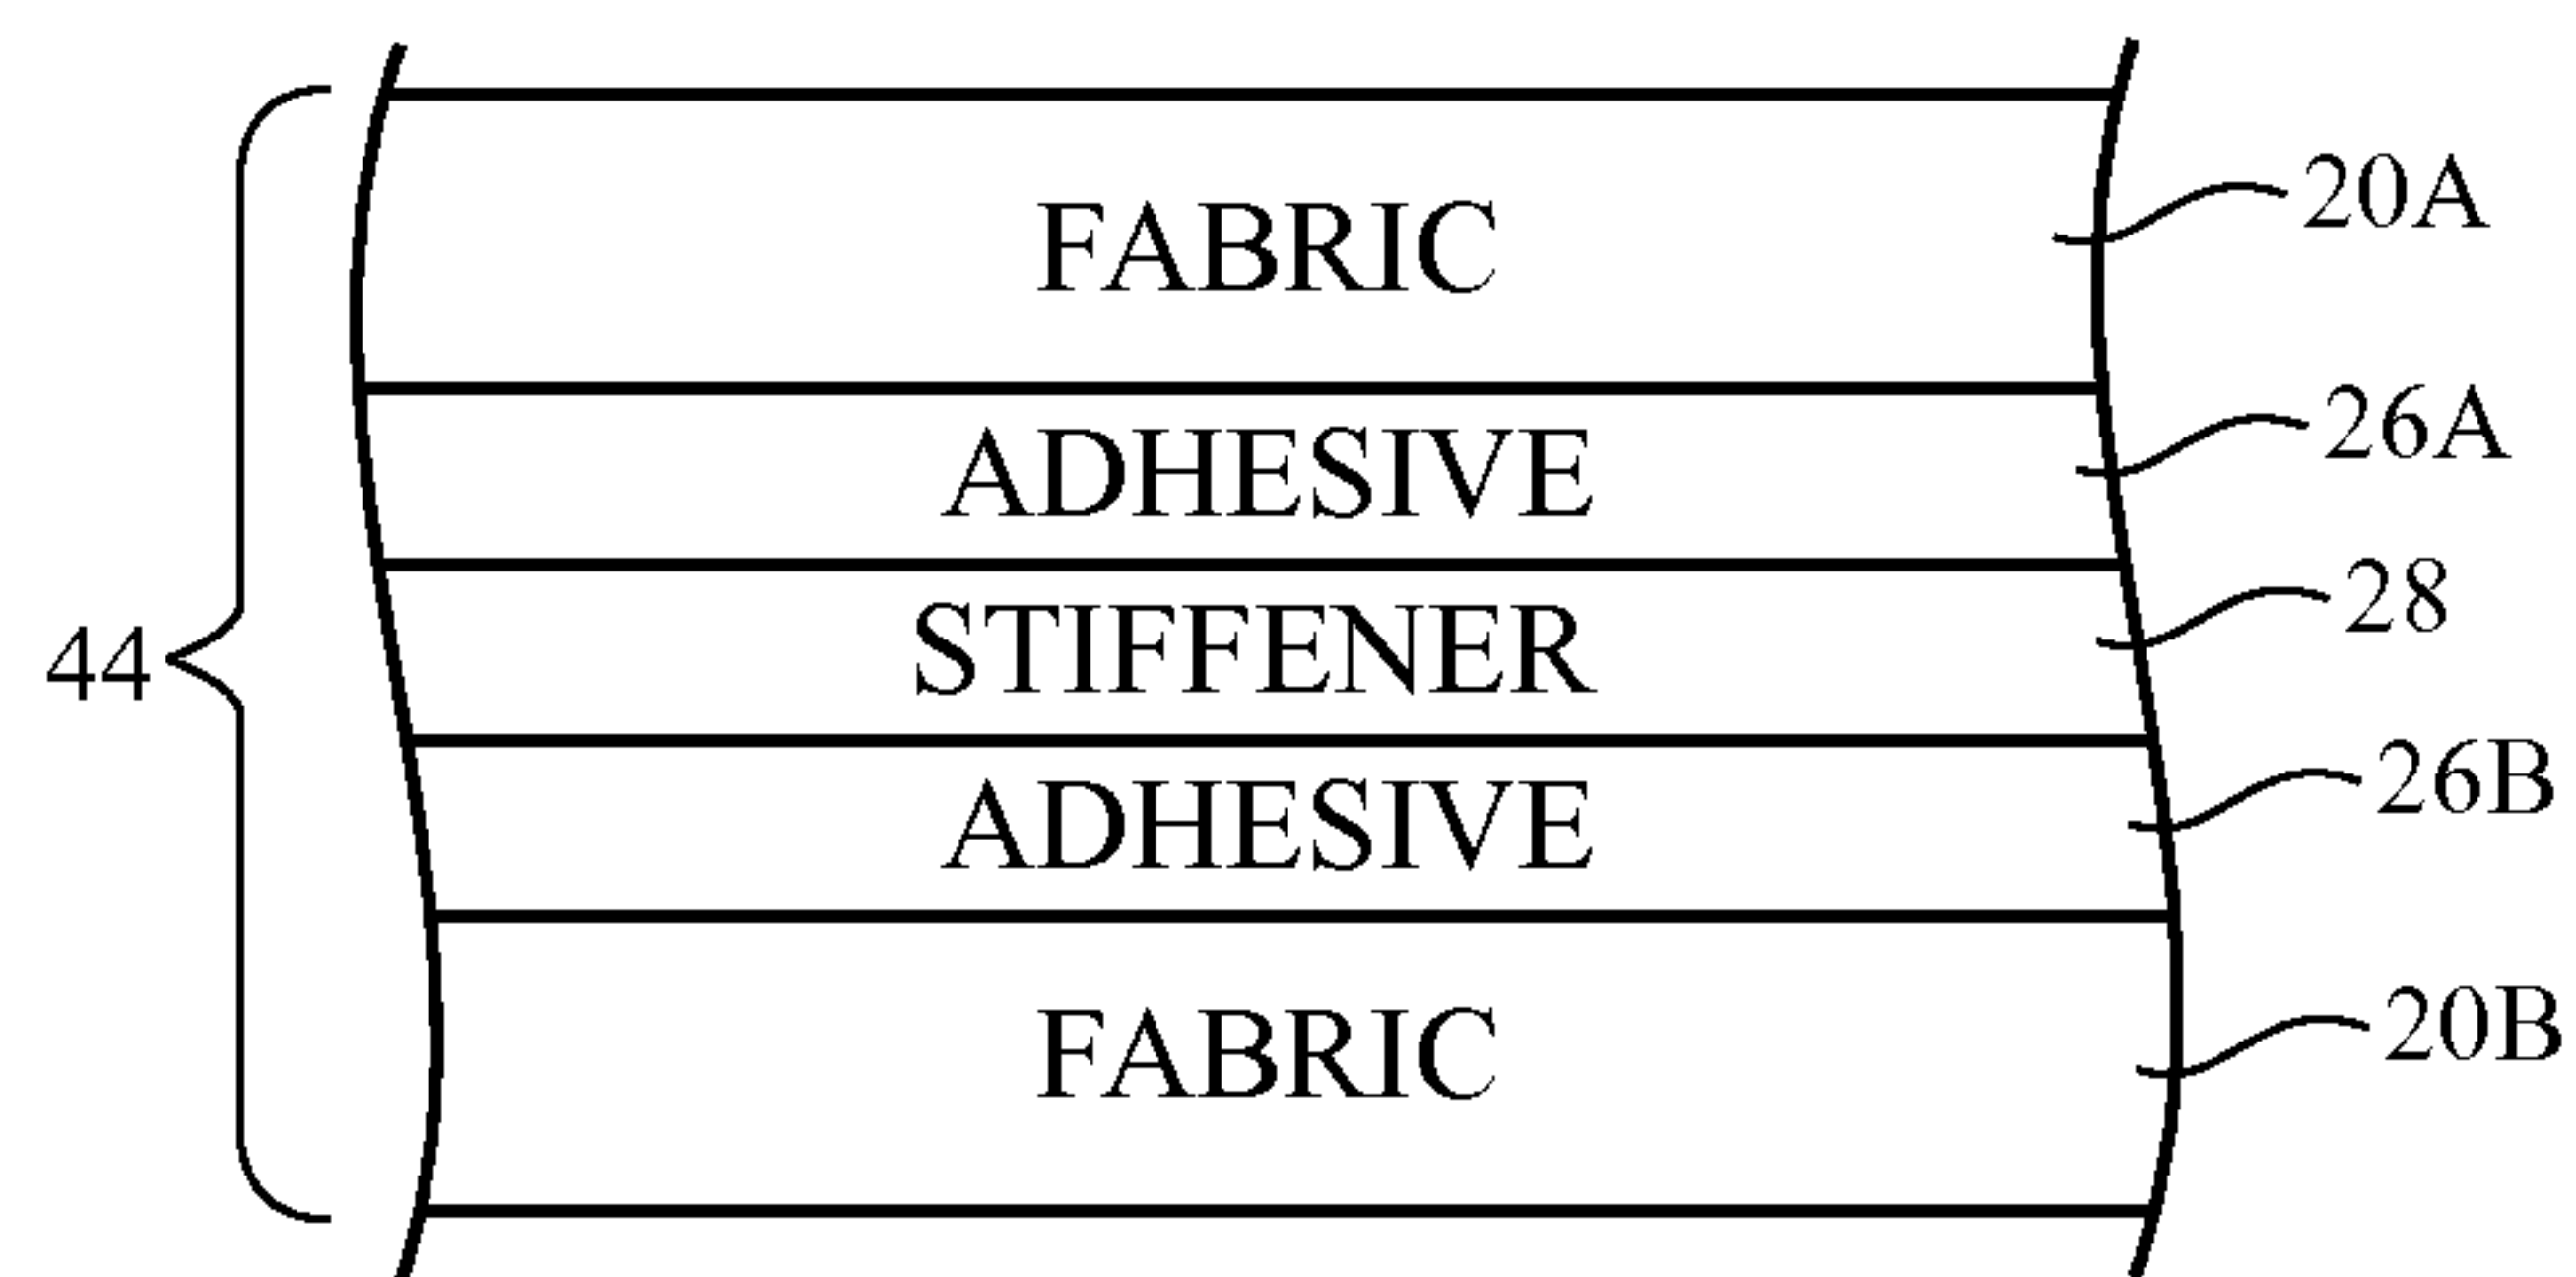 FABRIC 20A
ADHESIVE 26A
STIFFENER 28
44
ADHESIVE 26B
FABRIC 20B